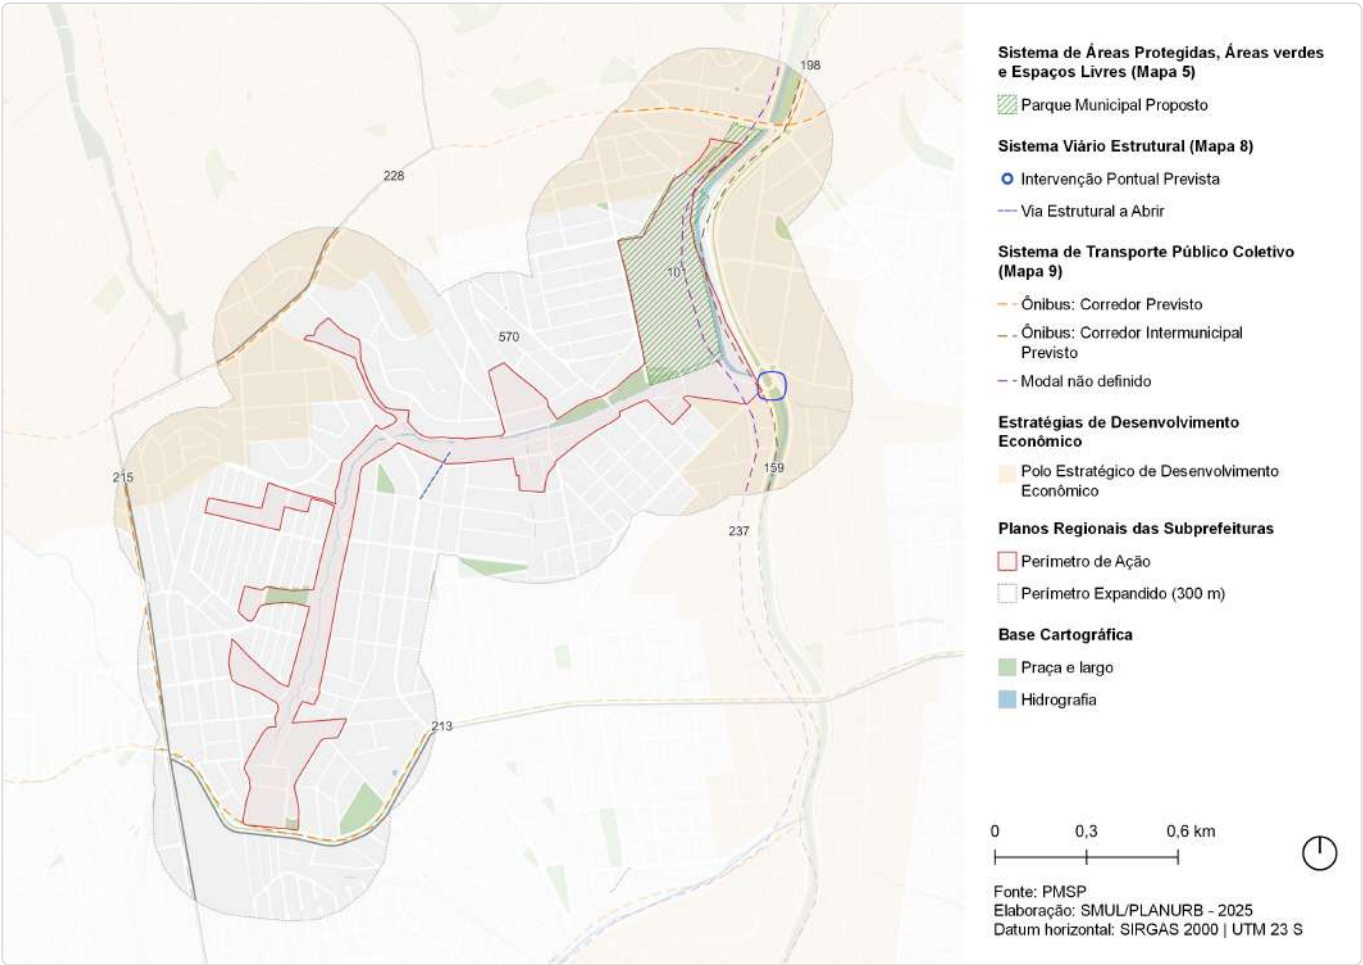 198
228
101
570
215
159
237
213
Sistema de Áreas Protegidas, Áreas verdes
e Espaços Livres (Mapa 5)
Parque Municipal Proposto
Sistema Viário Estrutural (Mapa 8)
Intervenção Pontual Prevista
Via Estrutural a Abrir
Sistema de Transporte Público Coletivo
(Mapa 9)
Ônibus: Corredor Previsto
Ônibus: Corredor Intermunicipal
Previsto
Modal não definido
Estratégias de Desenvolvimento
Econômico
Polo Estratégico de Desenvolvimento
Econômico
Planos Regionais das Subprefeituras
Perímetro de Ação
Perímetro Expandido (300 m)
Base Cartográfica
Praça e largo
Hidrografia
0 0,3 0,6 km
Fonte: PMSP
Elaboração: SMUL/PLANURB - 2025
Datum horizontal: SIRGAS 2000 | UTM 23 S